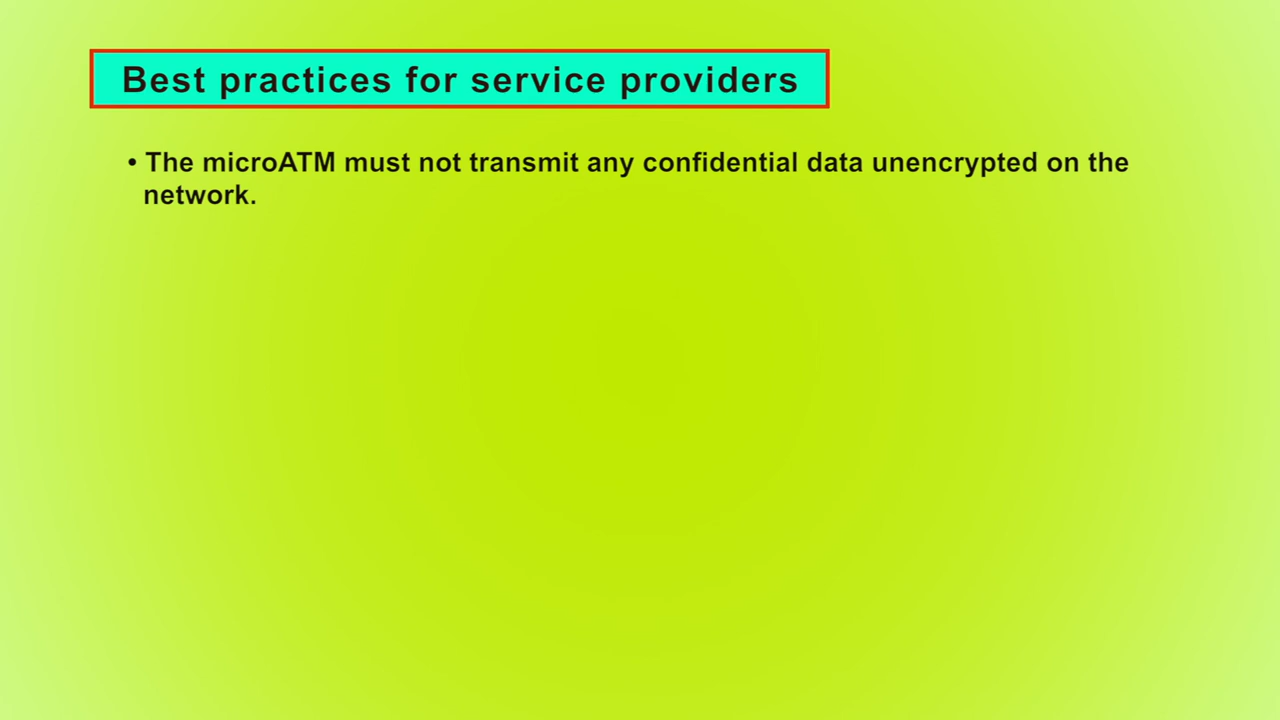 Best practices for service providers
• The microATM must not transmit any confidential data unencrypted on the
network.